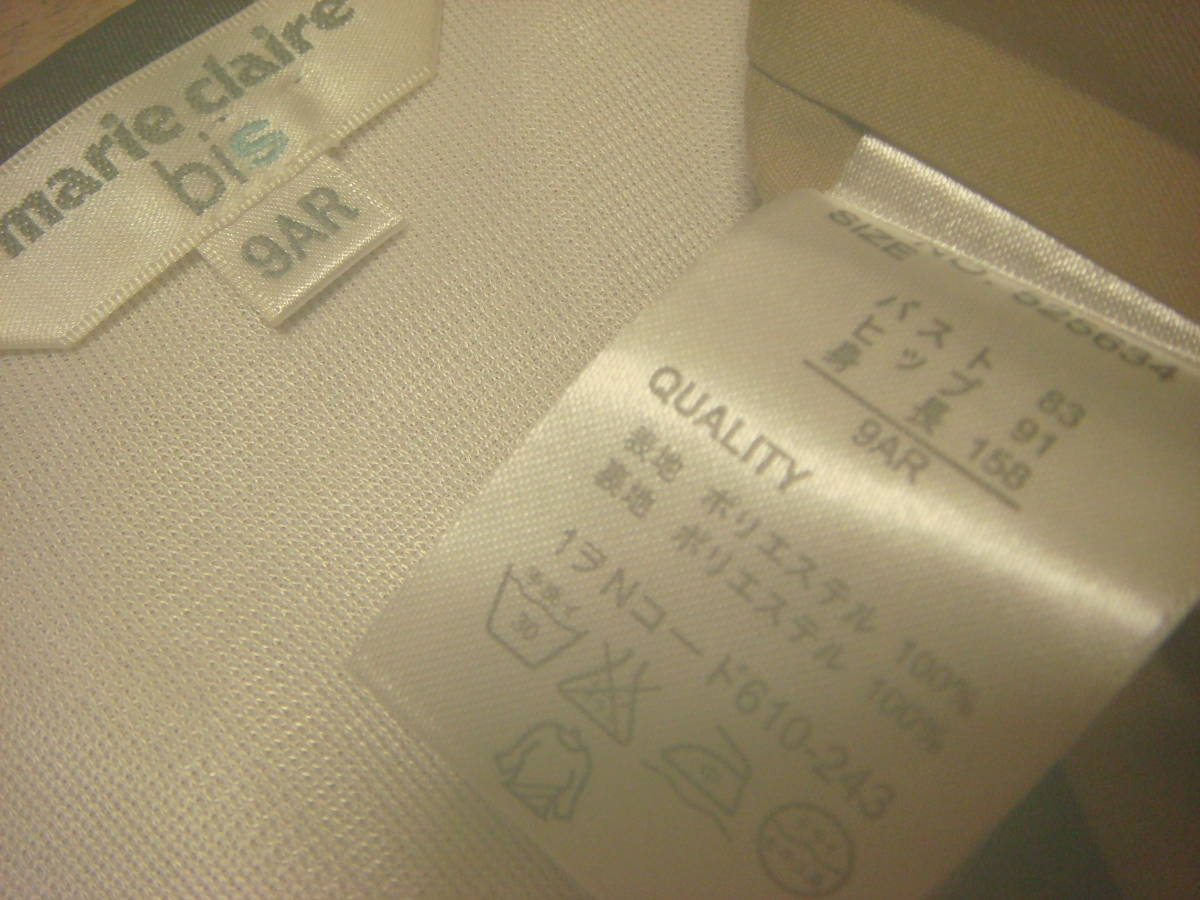 marie claire
bis
9AR
NO. 525634
SIZE
バスト 83
ヒップ 91
身長 158
9AR
QUALITY
表地 ポリエステル 100%
裏地 ポリエステル 100%
1ヲNコード610-243
30